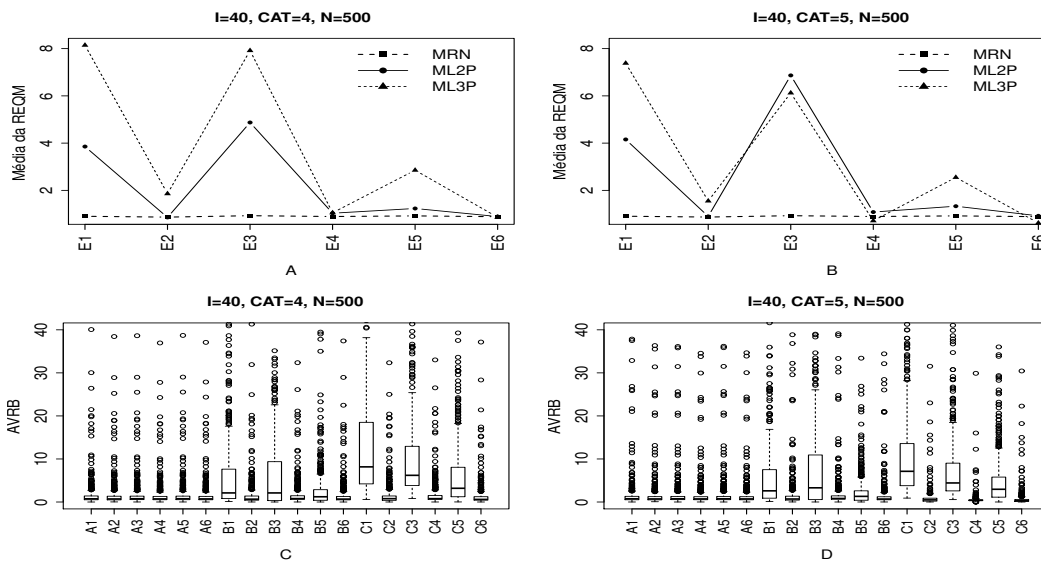 I=40, CAT=4, N=500
Média da REQM
8
6
4
2
MRN
ML2P
ML3P
E1 E2 E3 E4 E5 E6
A
I=40, CAT=5, N=500
Média da REQM
8
6
4
2
MRN
ML2P
ML3P
E1 E2 E3 E4 E5 E6
B
I=40, CAT=4, N=500
AVRB
40
30
20
10
0
A1 A2 A3 A4 A5 A6 B1 B2 B3 B4 B5 B6 C1 C2 C3 C4 C5 C6
C
I=40, CAT=5, N=500
AVRB
40
30
20
10
0
A1 A2 A3 A4 A5 A6 B1 B2 B3 B4 B5 B6 C1 C2 C3 C4 C5 C6
D